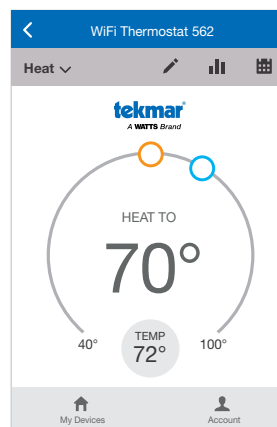 WiFi Thermostat 562
Heat
tekmar®
A WATTS Brand
HEAT TO
70°
40°
TEMP
72°
100°
My Devices
Account